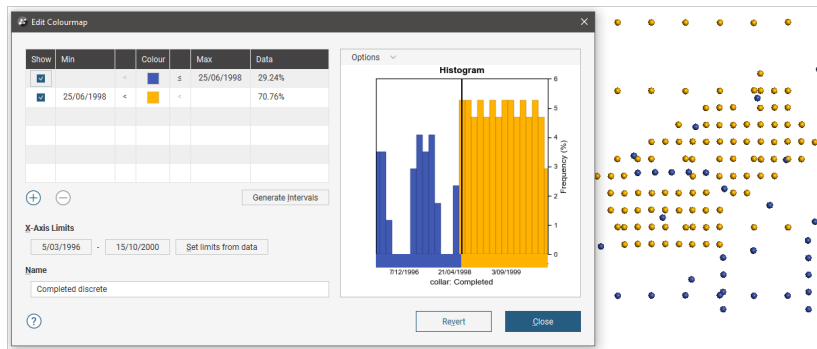 Edit Colourmap
Show Min Colour Max Data
< ≤ 25/06/1998 29.24%
25/06/1998 < < 70.76%
Generate Intervals
X-Axis Limits
5/03/1996 - 15/10/2000 Set limits from data
Name
Completed discrete
? Revert Close
Options
Histogram
6
5
4
3
2
1
0
Frequency (%)
7/12/1996 21/04/1998 3/09/1999
collar: Completed